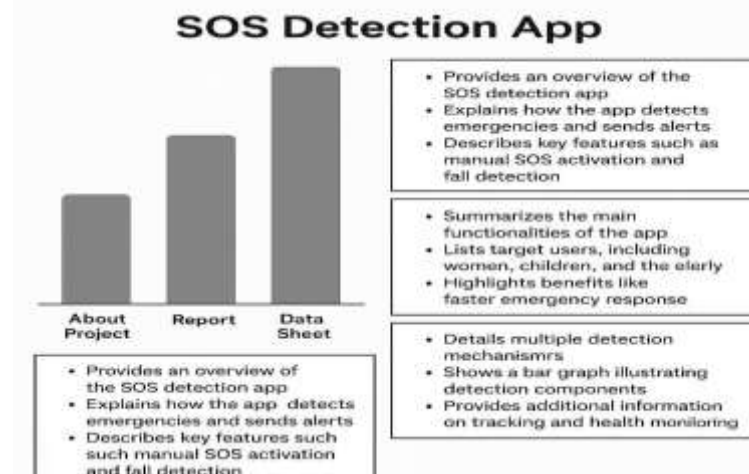 SOS Detection App
About
Project
Report
Data
Sheet
• Provides an overview of
the SOS detection app
• Explains how the app detects
emergencies and sends alerts
• Describes key features such
such manual SOS activation
and fall detection
• Provides an overview of the
SOS detection app
• Explains how the app detects
emergencies and sends alerts
• Describes key features such as
manual SOS activation and
fall detection
• Summarizes the main
functionalities of the app
• Lists target users, including
women, children, and the elerly
• Highlights benefits like
faster emergency response
• Details multiple detection
mechanismrs
• Shows a bar graph illustrating
detection components
• Provides additional information
on tracking and health moniloring